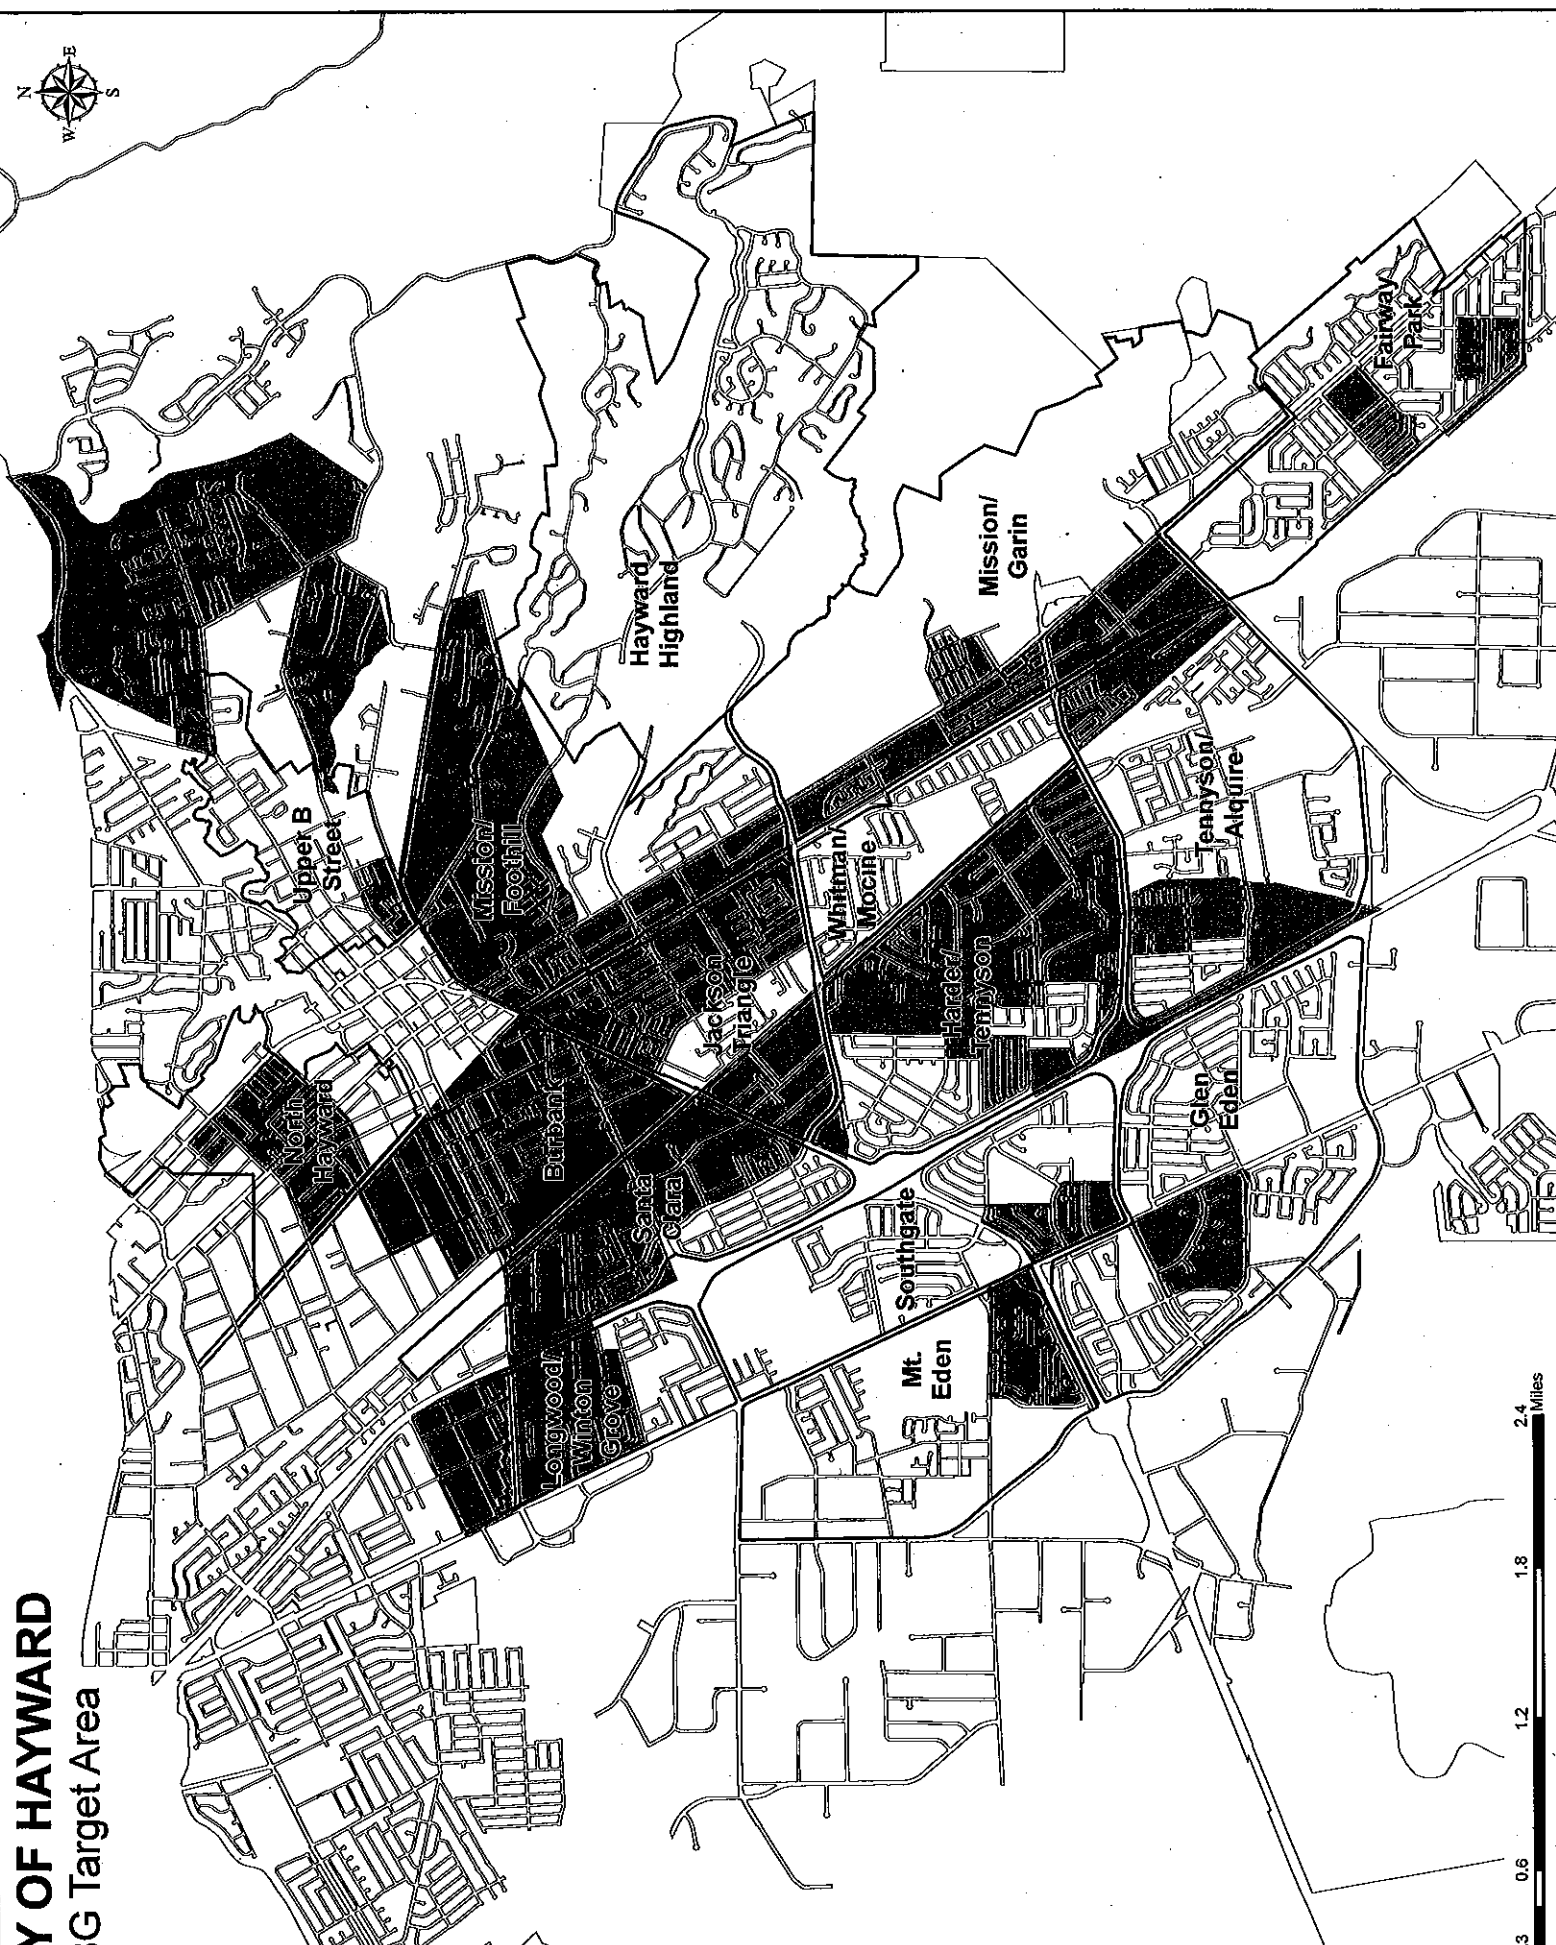 Y OF HAYWARD
G Target Area
N
E
S
W
Upper B
Street
North
Hayward
Mission/
Foothill
Burbank
Longwood/
Winton
Grove
Santa
Clara
Hayward
Highland
Jackson
Triangle
Whitman/
Mocine
Southgate
Mt.
Eden
Harder/
Tennyson
Mission/
Garin
Glen
Eden
Tennyson/
Alquire
Fairway
Park
.3 0.6 1.2 1.8 2.4
Miles